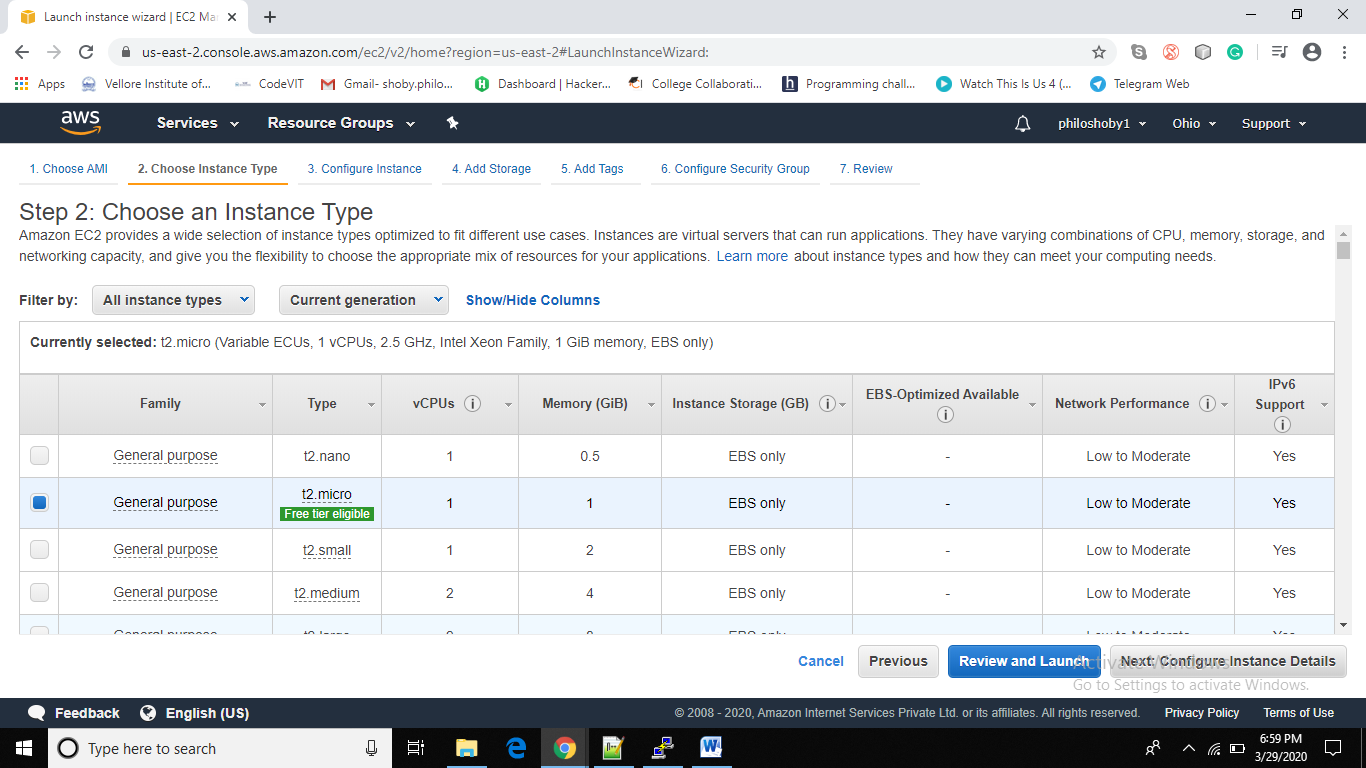 Launch instance wizard | EC2 Ma
us-east-2.console.aws.amazon.com/ec2/v2/home?region=us-east-2#LaunchInstanceWizard:
Apps Vellore Institute of... CodeVIT Gmail- shoby.philo... Dashboard | Hacker... College Collaborati... Programming chall... Watch This Is Us 4 (... Telegram Web
aws Services Resource Groups philoshoby1 Ohio Support
1. Choose AMI 2. Choose Instance Type 3. Configure Instance 4. Add Storage 5. Add Tags 6. Configure Security Group 7. Review
Step 2: Choose an Instance Type
Amazon EC2 provides a wide selection of instance types optimized to fit different use cases. Instances are virtual servers that can run applications. They have varying combinations of CPU, memory, storage, and
networking capacity, and give you the flexibility to choose the appropriate mix of resources for your applications. Learn more about instance types and how they can meet your computing needs.
Filter by: All instance types Current generation Show/Hide Columns
Currently selected: t2.micro (Variable ECUs, 1 vCPUs, 2.5 GHz, Intel Xeon Family, 1 GiB memory, EBS only)
Family Type vCPUs Memory (GiB) Instance Storage (GB) EBS-Optimized Available Network Performance IPv6 Support
General purpose t2.nano 1 0.5 EBS only - Low to Moderate Yes
General purpose t2.micro 1 1 EBS only - Low to Moderate Yes
Free tier eligible
General purpose t2.small 1 2 EBS only - Low to Moderate Yes
General purpose t2.medium 2 4 EBS only - Low to Moderate Yes
Cancel Previous Review and Launch Next: Configure Instance Details
Activate Windows
Go to Settings to activate Windows.
Feedback English (US) © 2008 - 2020, Amazon Internet Services Private Ltd. or its affiliates. All rights reserved. Privacy Policy Terms of Use
Type here to search
6:59 PM
3/29/2020